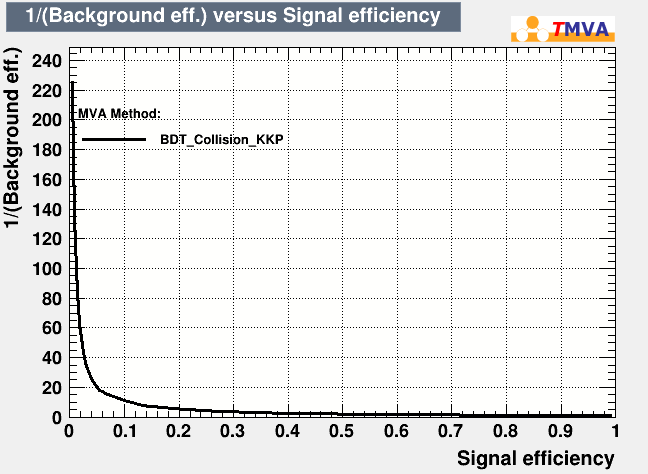 1/(Background eff.) versus Signal efficiency
TMVA
1/(Background eff.)
240
220
200
180
160
140
120
100
80
60
40
20
0
MVA Method:
BDT_Collision_KKP
0 0.1 0.2 0.3 0.4 0.5 0.6 0.7 0.8 0.9 1
Signal efficiency